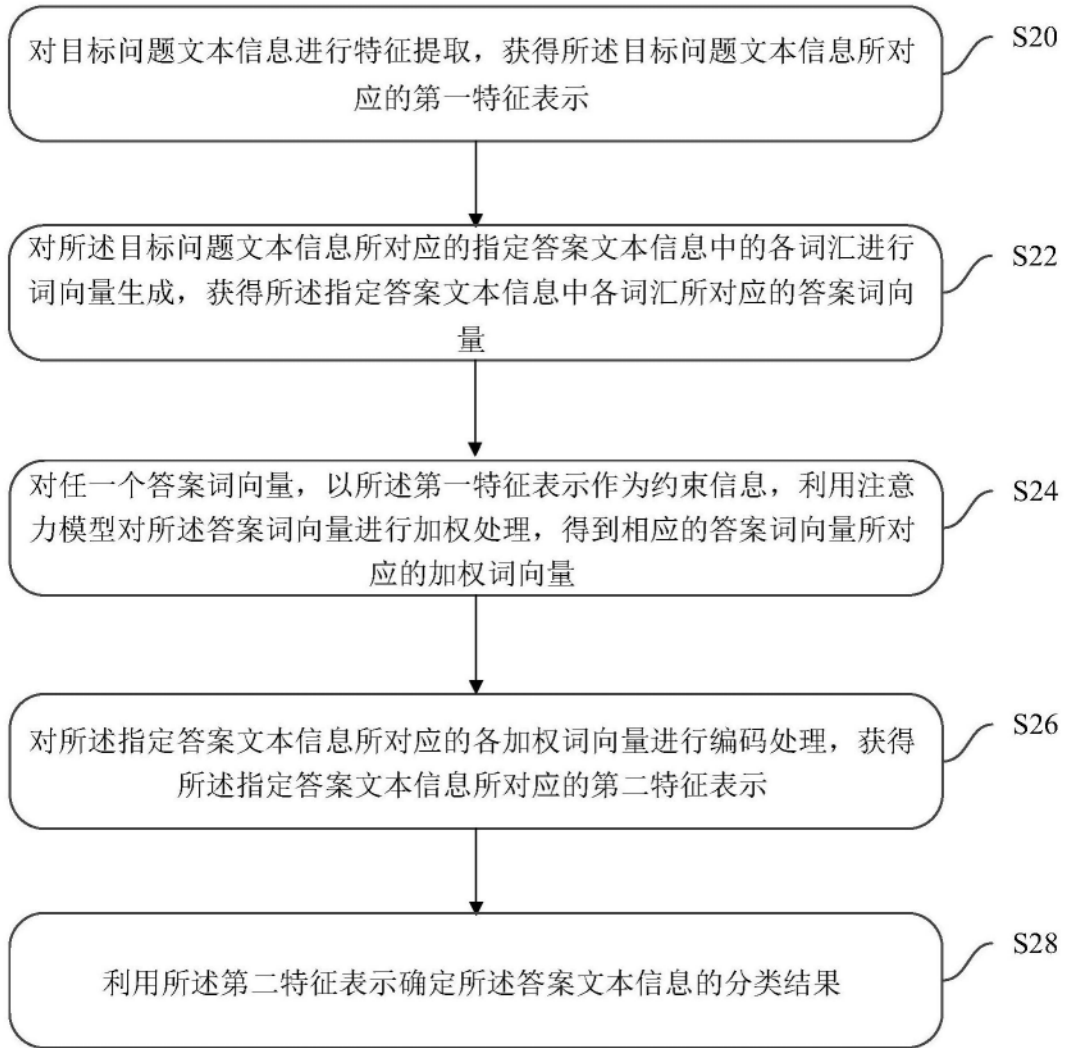 对目标问题文本信息进行特征提取，获得所述目标问题文本信息所对
应的第一特征表示
S20
对所述目标问题文本信息所对应的指定答案文本信息中的各词汇进行
词向量生成，获得所述指定答案文本信息中各词汇所对应的答案词向
量
S22
对任一个答案词向量，以所述第一特征表示作为约束信息，利用注意
力模型对所述答案词向量进行加权处理，得到相应的答案词向量所对
应的加权词向量
S24
对所述指定答案文本信息所对应的各加权词向量进行编码处理，获得
所述指定答案文本信息所对应的第二特征表示
S26
利用所述第二特征表示确定所述答案文本信息的分类结果
S28